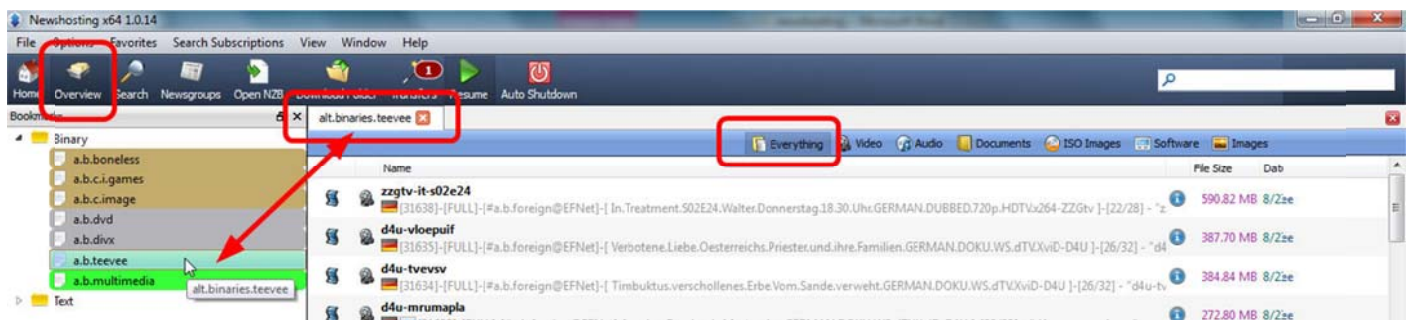 Newshosting x64 1.0.14
File Options Favorites Search Subscriptions View Window Help
1
Home Overview Search Newsgroups Open NZB Download Folder Transfers Resume Auto Shutdown
Bookmarks
alt.bnaries.teevee
Binary
Everything Video Audio Documents ISO Images Software Images
a.b.boneless
a.b.c.i.games
a.b.c.image
a.b.dvd
a.b.divx
a.b.teevee
a.b.multimedia
alt.binaries.teevee
Text
Name File Size Dat
zzgtv-it-s02e24
[31638]-[FULL]-[#a.b.foreign@EFNet]-[ In.Treatment.S02E24.Walter.Donnerstag.18.30.Uhr.GERMAN.DUBBED.720p.HDTV.x264-ZZGtv ]-[22/28] - "z
590.82 MB
d4u-vloepuif
[31635]-[FULL]-[#a.b.foreign@EFNet]-[ Verbotene.Liebe.Oesterreichs.Priester.und.ihre.Familien.GERMAN.DOKU.WS.dTV.XviD-D4U ]-[26/32] - "d4
387.70 MB
d4u-tvevsv
[31634]-[FULL]-[#a.b.foreign@EFNet]-[ Timbuktus.verschollenes.Erbe.Vom.Sande.verweht.GERMAN.DOKU.WS.dTV.XviD-D4U ]-[26/32] - "d4u-tv
384.84 MB
d4u-mrumapla
272.80 MB